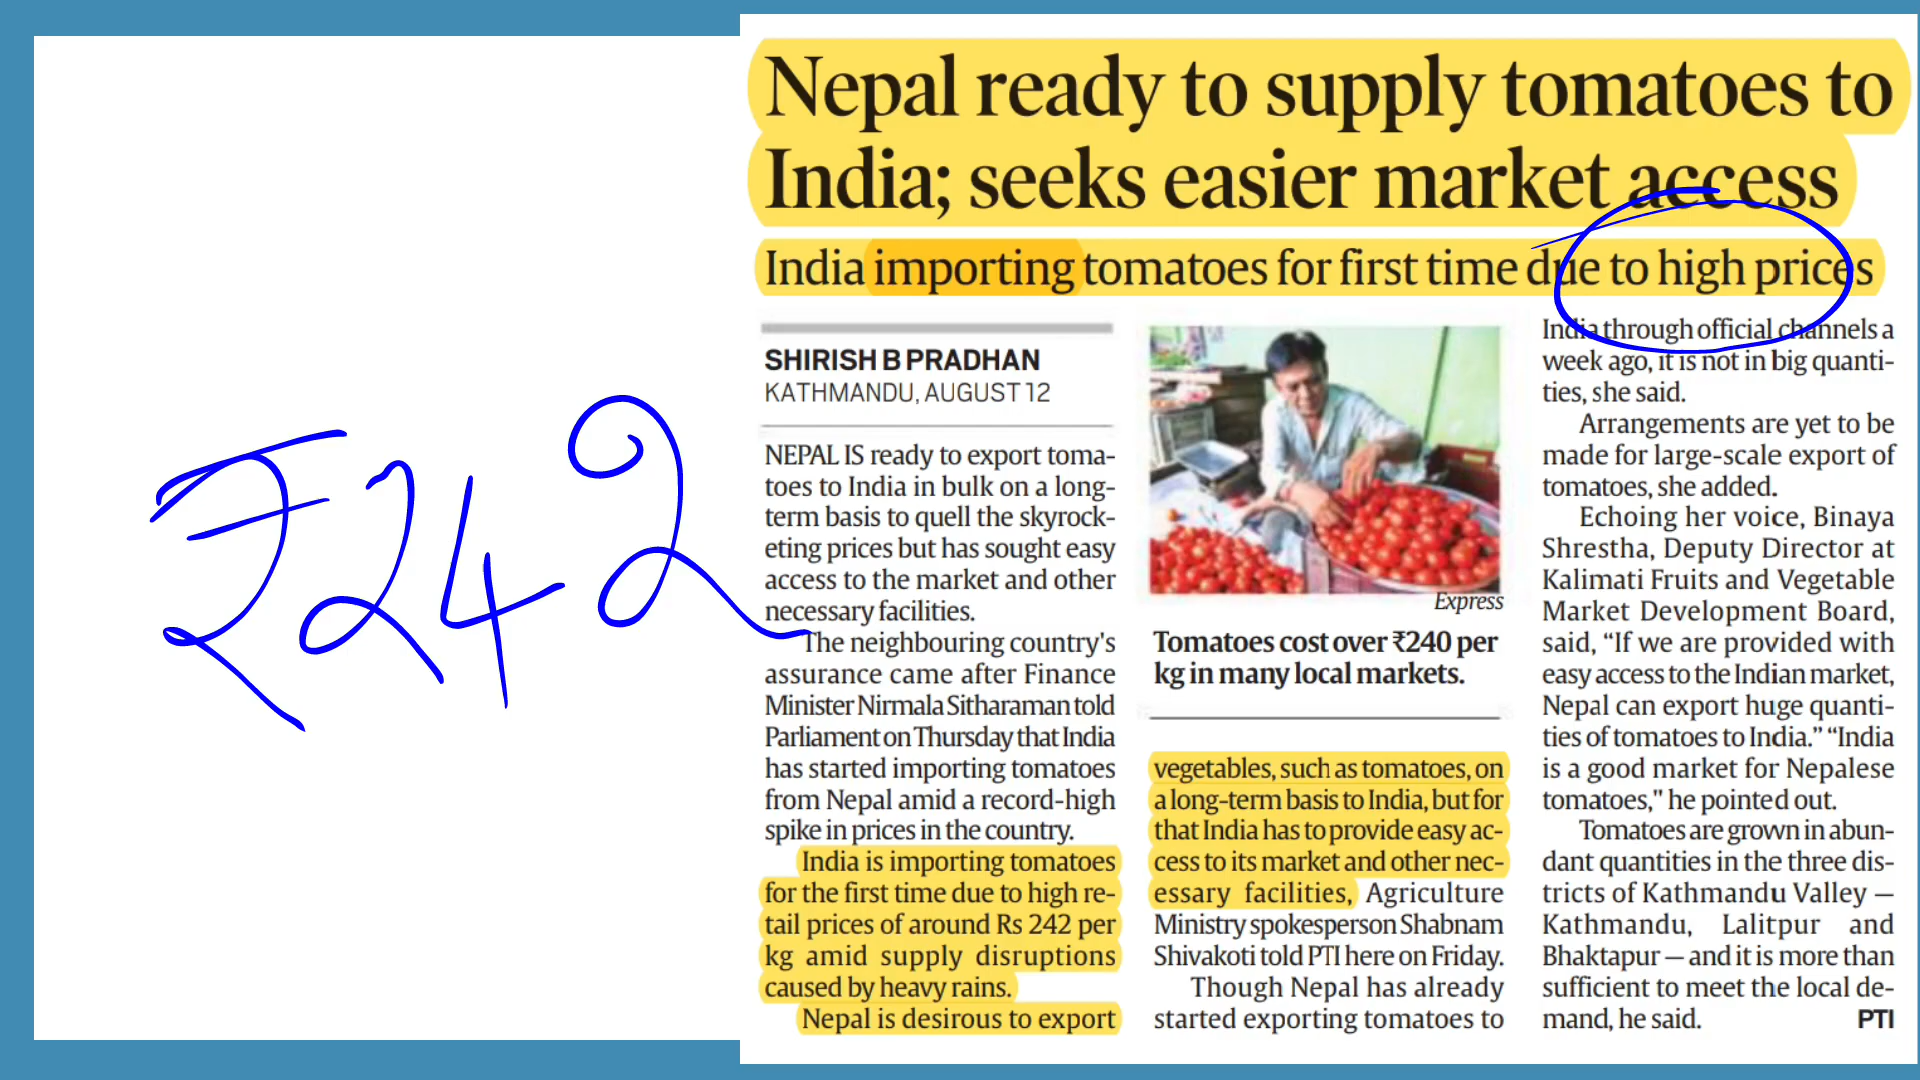 ₹242
Nepal ready to supply tomatoes to
India; seeks easier market access
India importing tomatoes for first time due to high prices
SHIRISH B PRADHAN
KATHMANDU, AUGUST 12
NEPAL IS ready to export toma-
toes to India in bulk on a long-
term basis to quell the skyrock-
eting prices but has sought easy
access to the market and other
necessary facilities.
The neighbouring country's
assurance came after Finance
Minister Nirmala Sitharaman told
Parliament on Thursday that India
has started importing tomatoes
from Nepal amid a record-high
spike in prices in the country.
India is importing tomatoes
for the first time due to high re-
tail prices of around Rs 242 per
kg amid supply disruptions
caused by heavy rains.
Nepal is desirous to export
Express
Tomatoes cost over ₹240 per
kg in many local markets.
vegetables, such as tomatoes, on
a long-term basis to India, but for
that India has to provide easy ac-
cess to its market and other nec-
essary facilities, Agriculture
Ministry spokesperson Shabnam
Shivakoti told PTI here on Friday.
Though Nepal has already
started exporting tomatoes to
India through official channels a
week ago, it is not in big quanti-
ties, she said.
Arrangements are yet to be
made for large-scale export of
tomatoes, she added.
Echoing her voice, Binaya
Shrestha, Deputy Director at
Kalimati Fruits and Vegetable
Market Development Board,
said, “If we are provided with
easy access to the Indian market,
Nepal can export huge quanti-
ties of tomatoes to India.” “India
is a good market for Nepalese
tomatoes," he pointed out.
Tomatoes are grown in abun-
dant quantities in the three dis-
tricts of Kathmandu Valley —
Kathmandu, Lalitpur and
Bhaktapur — and it is more than
sufficient to meet the local de-
mand, he said. PTI